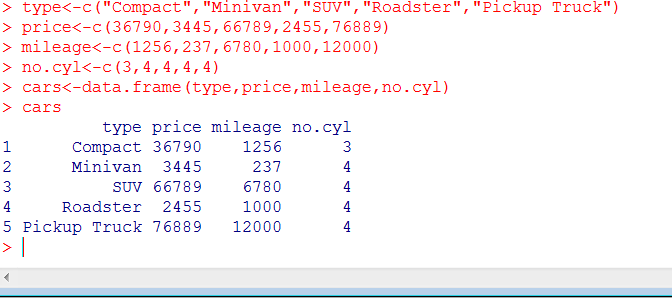 > type<-c("Compact","Minivan","SUV","Roadster","Pickup Truck")
> price<-c(36790,3445,66789,2455,76889)
> mileage<-c(1256,237,6780,1000,12000)
> no.cyl<-c(3,4,4,4,4)
> cars<-data.frame(type,price,mileage,no.cyl)
> cars
          type price mileage no.cyl
1      Compact 36790    1256      3
2      Minivan  3445     237      4
3          SUV 66789    6780      4
4     Roadster  2455    1000      4
5 Pickup Truck 76889   12000      4
>